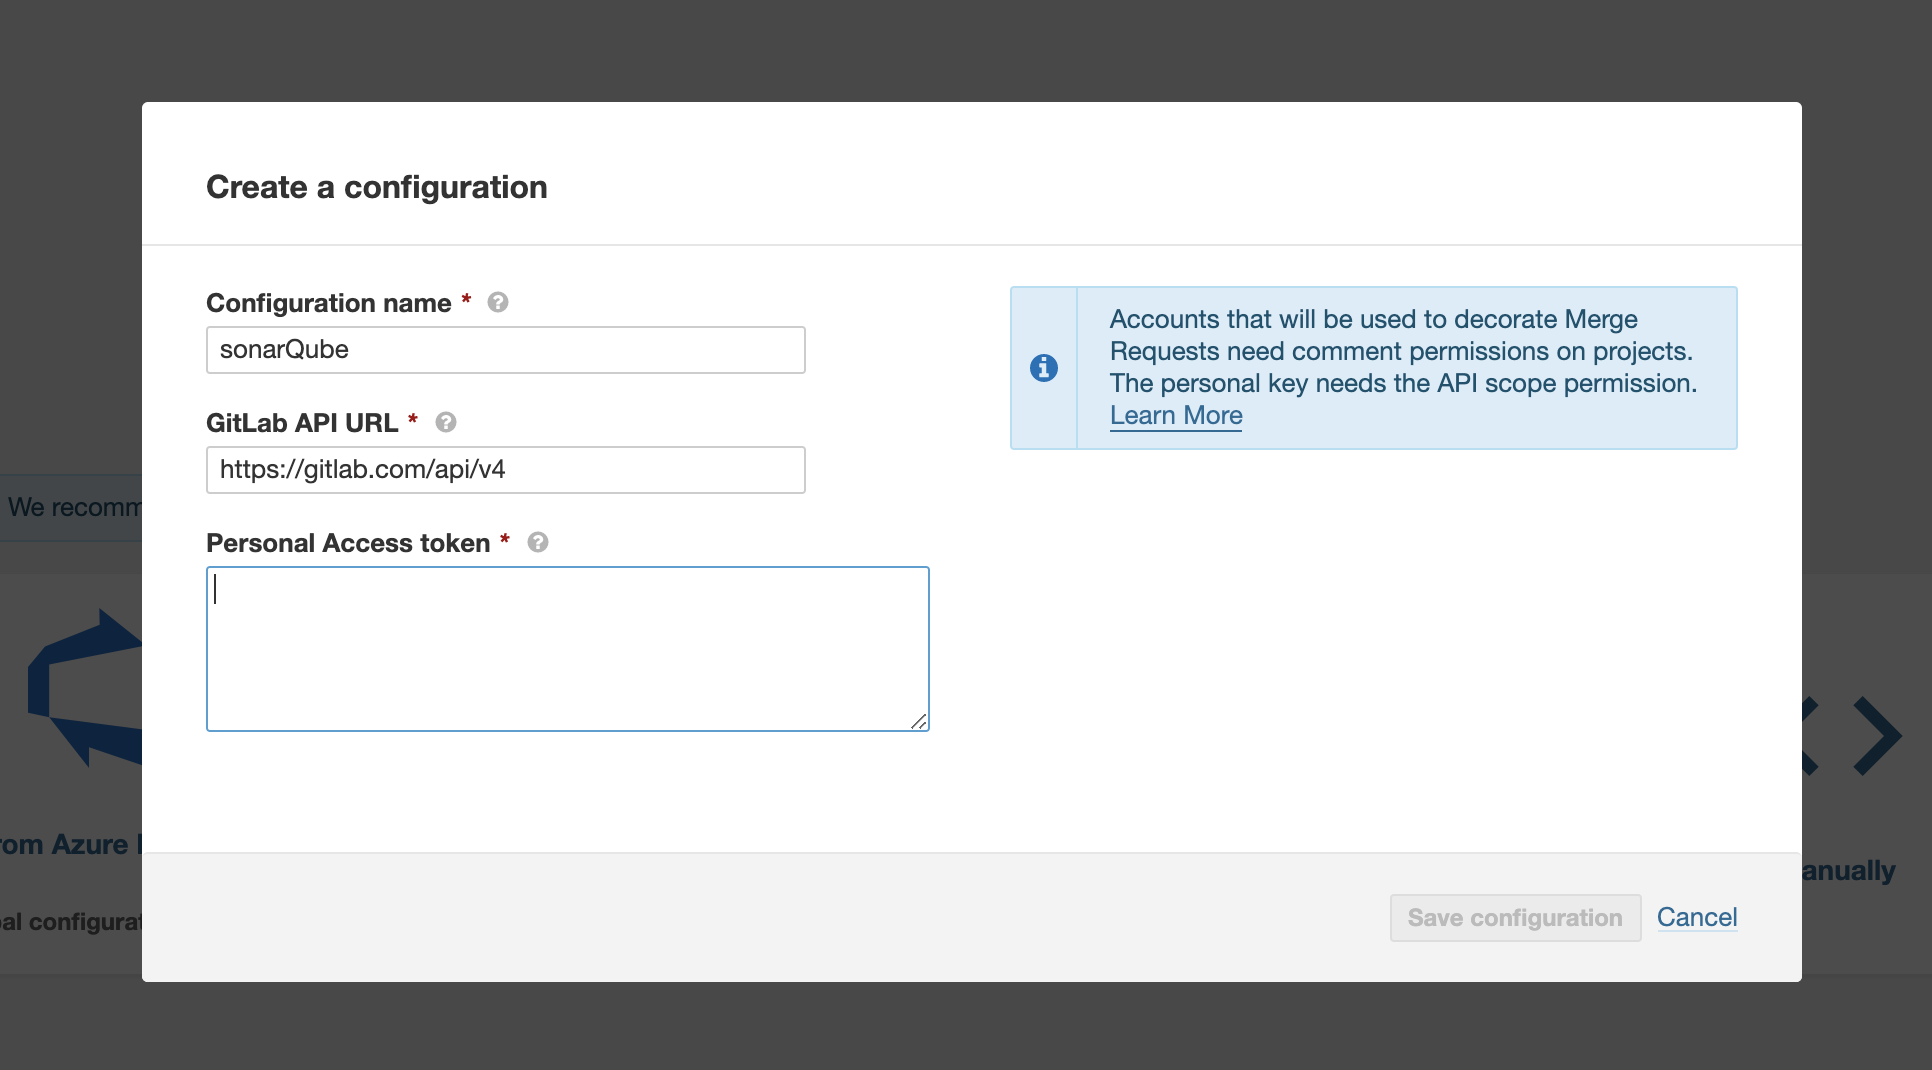 Create a configuration
Configuration name *
sonarQube
GitLab API URL *
https://gitlab.com/api/v4
Personal Access token *
Accounts that will be used to decorate Merge
Requests need comment permissions on projects.
The personal key needs the API scope permission.
Learn More
We recomm
om Azure
anually
al configurat
Save configuration
Cancel